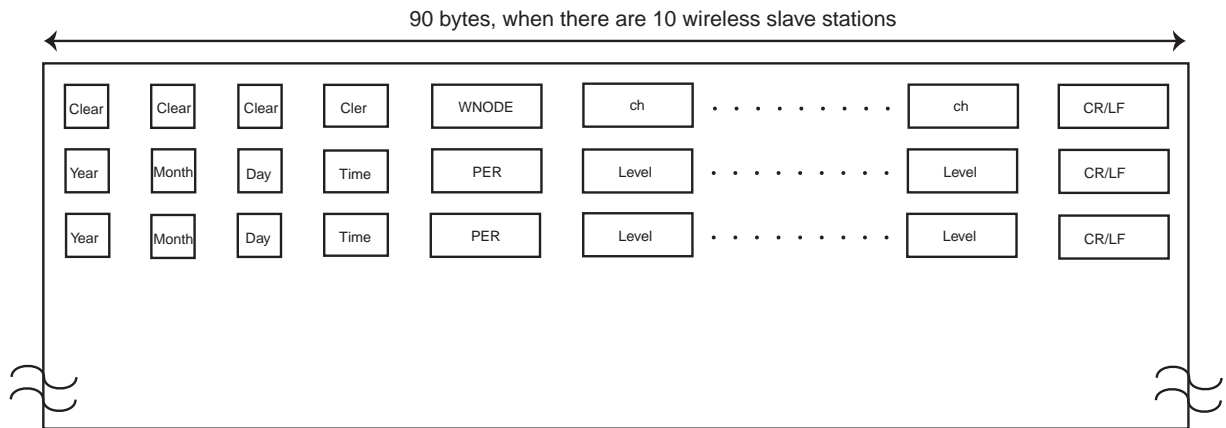 90 bytes, when there are 10 wireless slave stations
Clear Clear Clear Cler WNODE ch . . . . . . . . . ch CR/LF
Year Month Day Time PER Level . . . . . . . . . Level CR/LF
Year Month Day Time PER Level . . . . . . . . . Level CR/LF